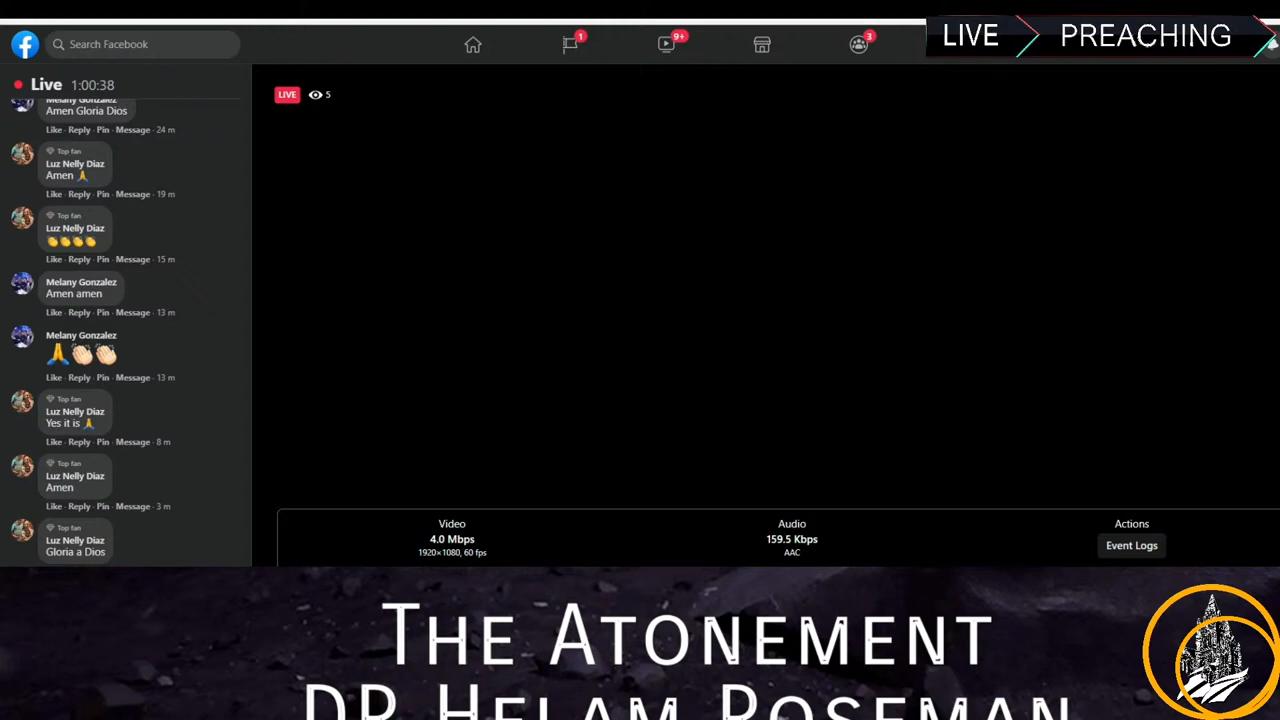 LIVE PREACHING
Search Facebook
1
9+
3
Live 1:00:38
LIVE 5
Melany Gonzalez
Amen Gloria Dios
Like · Reply · Pin · Message · 24 m
Top fan
Luz Nelly Diaz
Amen 🙏
Like · Reply · Pin · Message · 19 m
Top fan
Luz Nelly Diaz
👏👏👏👏
Like · Reply · Pin · Message · 15 m
Melany Gonzalez
Amen amen
Like · Reply · Pin · Message · 13 m
Melany Gonzalez
🙏👏🏻👏🏻
Like · Reply · Pin · Message · 13 m
Top fan
Luz Nelly Diaz
Yes it is 🙏
Like · Reply · Pin · Message · 8 m
Top fan
Luz Nelly Diaz
Amen
Like · Reply · Pin · Message · 3 m
Top fan
Luz Nelly Diaz
Gloria a Dios
Video
4.0 Mbps
1920×1080, 60 fps
Audio
159.5 Kbps
AAC
Actions
Event Logs
The Atonement
DR Helam Roseman